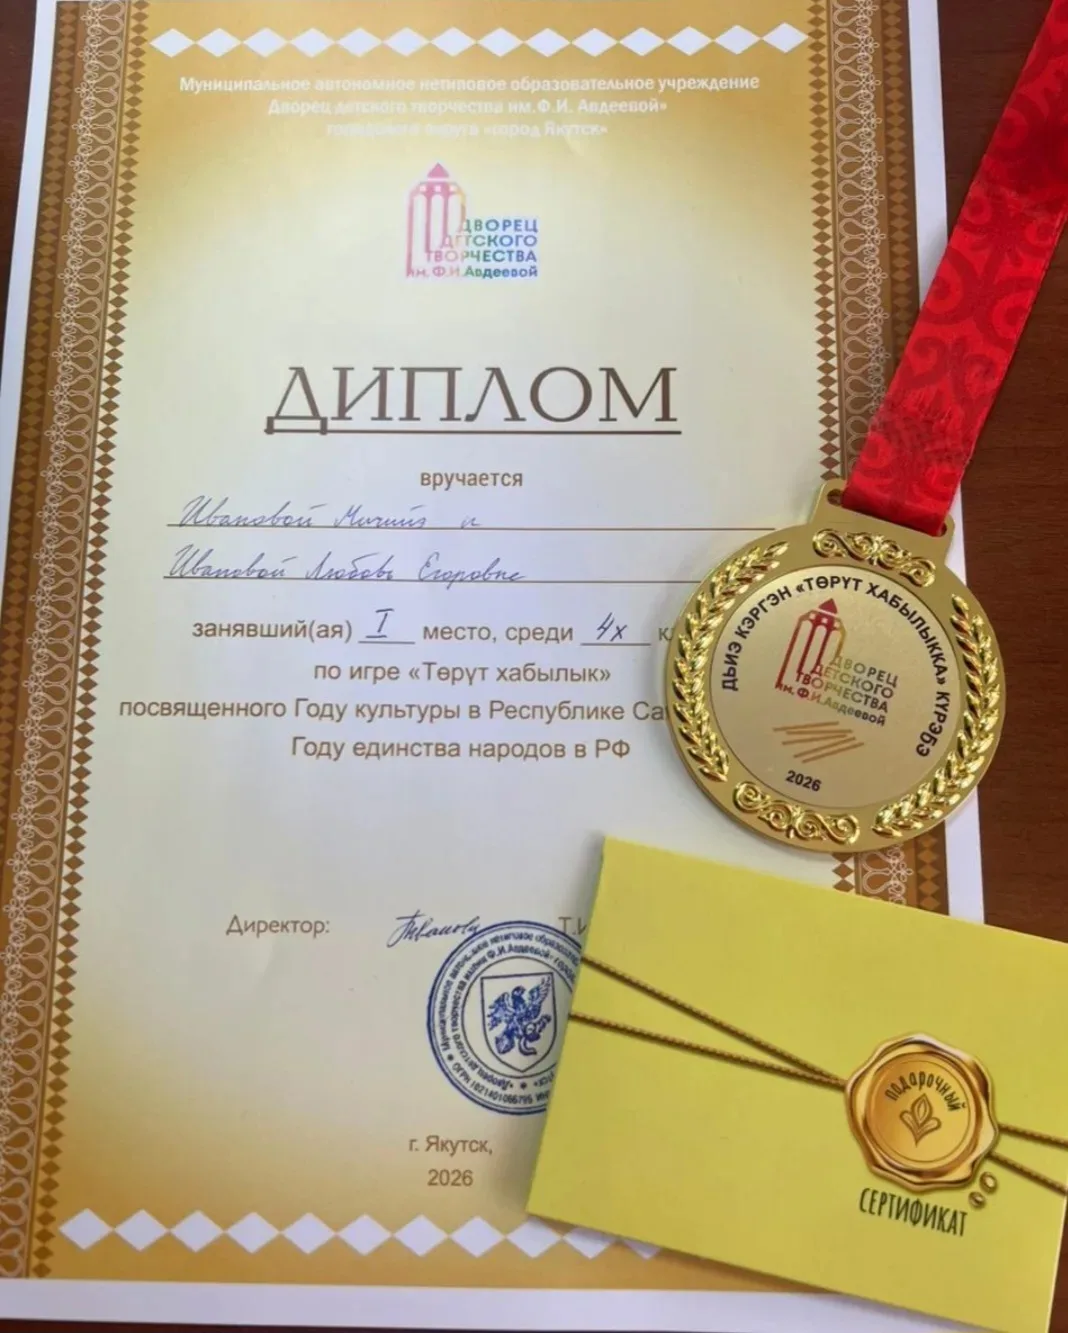 Муниципальное автономное нетиповое образовательное учреждение
Дворец детского творчества им. Ф.И. Авдеевой»
городского округа «город Якутск»
ДВОРЕЦ
ДЕТСКОГО
ТВОРЧЕСТВА
им. Ф.И.Авдеевой
ДИПЛОМ
вручается
Ивановой и
Ивановой Любовь Егоровне
занявший(ая) I место, среди 4х
по игре «Төрүт хабылык»
посвященного Году культуры в Республике Са
Году единства народов в РФ
Директор: Т.И
г. Якутск,
2026
ДЬИЭ КЭРГЭН «ТӨРҮТ ХАБЫЛЫККА» КҮРЭҔЭ
ДВОРЕЦ
ДЕТСКОГО
ТВОРЧЕСТВА
им. Ф.И.Авдеевой
2026
подарочный
СЕРТИФИКАТ